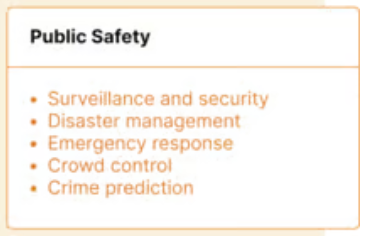 Public Safety
• Surveillance and security
• Disaster management
• Emergency response
• Crowd control
• Crime prediction